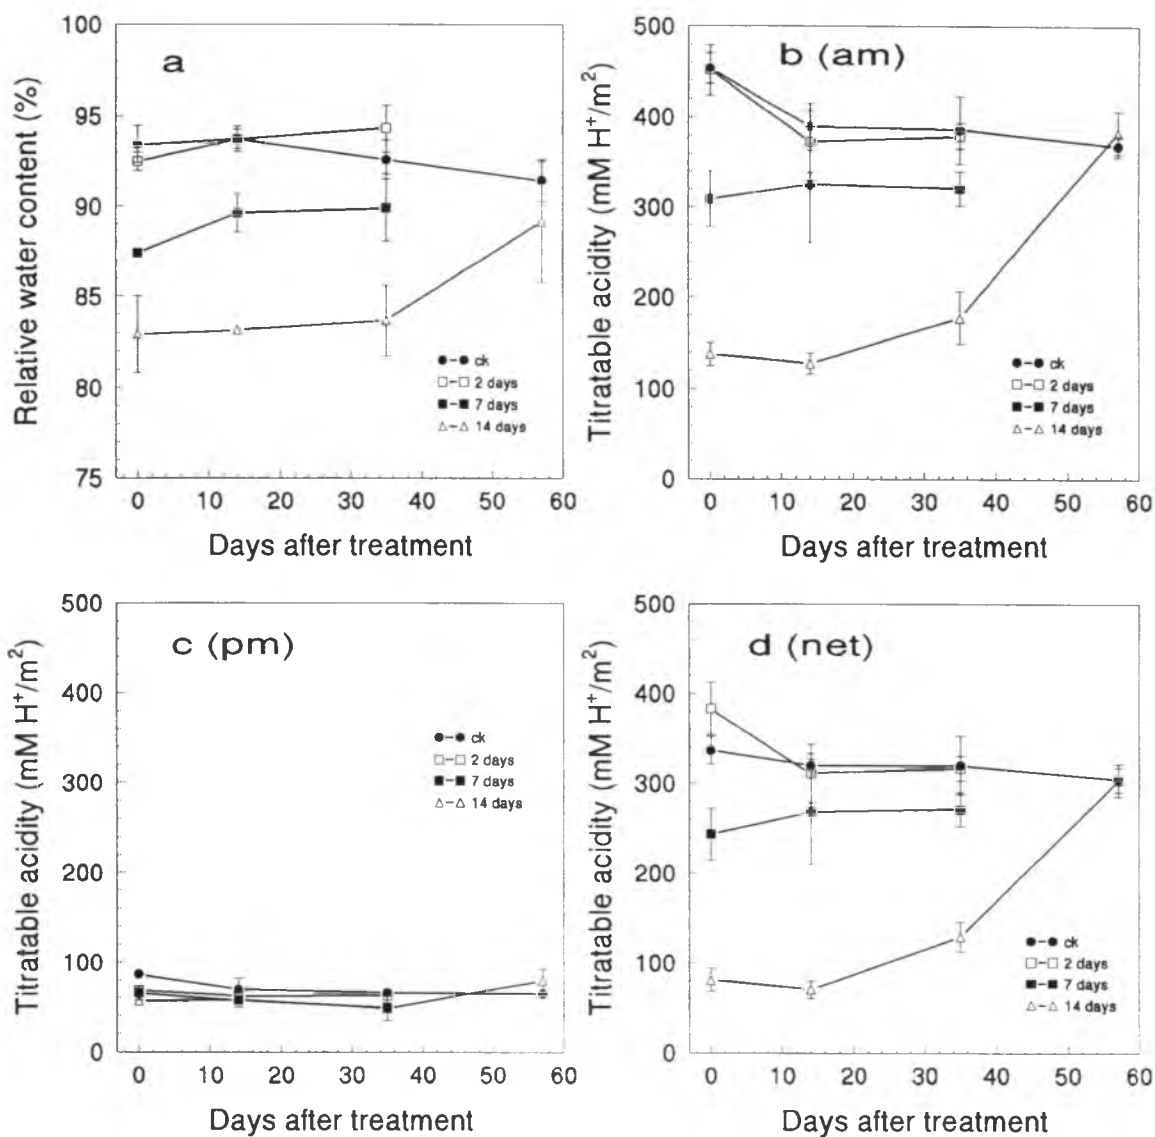 a
Relative water content (%)
100
95
90
85
80
75
ck
2 days
7 days
14 days
0 10 20 30 40 50 60
Days after treatment
b (am)
Titratable acidity (mM H⁺/m²)
500
400
300
200
100
0
ck
2 days
7 days
14 days
0 10 20 30 40 50 60
Days after treatment
c (pm)
Titratable acidity (mM H⁺/m²)
500
400
300
200
100
0
ck
2 days
7 days
14 days
0 10 20 30 40 50 60
Days after treatment
d (net)
Titratable acidity (mM H⁺/m²)
500
400
300
200
100
0
ck
2 days
7 days
14 days
0 10 20 30 40 50 60
Days after treatment